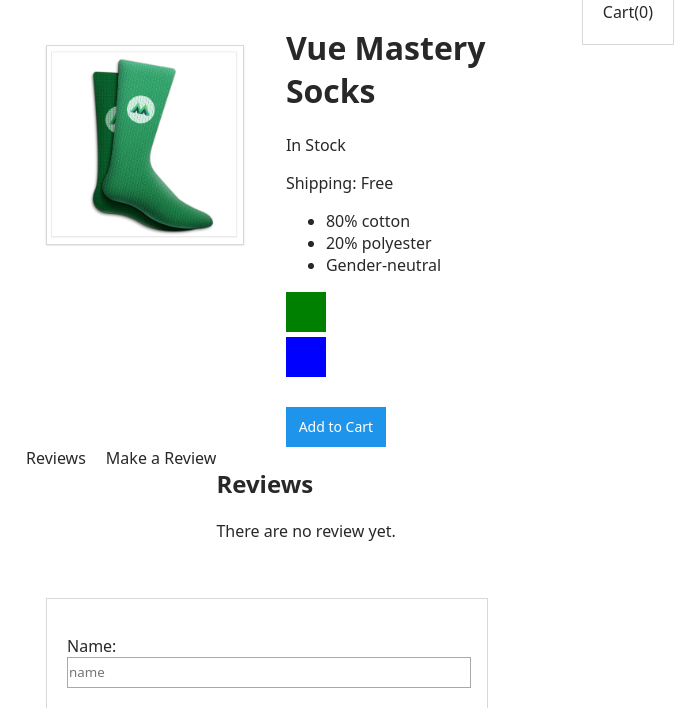 Cart(0)
Vue Mastery
Socks
In Stock
Shipping: Free
80% cotton
20% polyester
Gender-neutral
Add to Cart
Reviews
Make a Review
Reviews
There are no review yet.
Name:
name